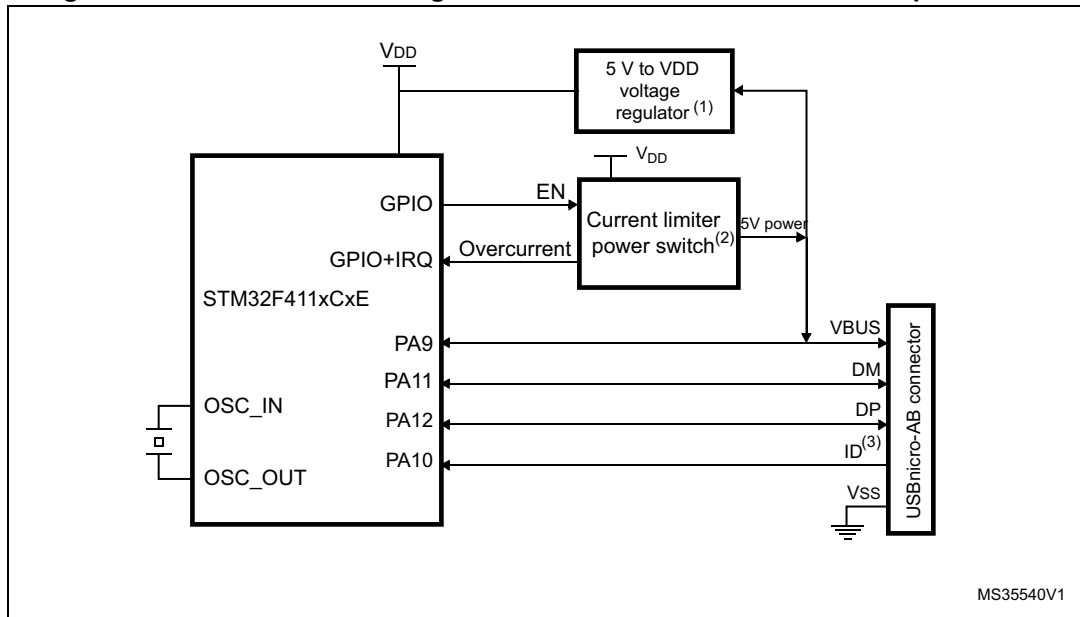 VDD
5 V to VDD
voltage
regulator (1)
VDD
GPIO
EN
Current limiter
power switch(2)
5V power
GPIO+IRQ
Overcurrent
STM32F411xCxE
PA9
VBUS
PA11
DM
OSC_IN
PA12
DP
PA10
ID(3)
OSC_OUT
VSS
USBnicro-AB connector
MS35540V1